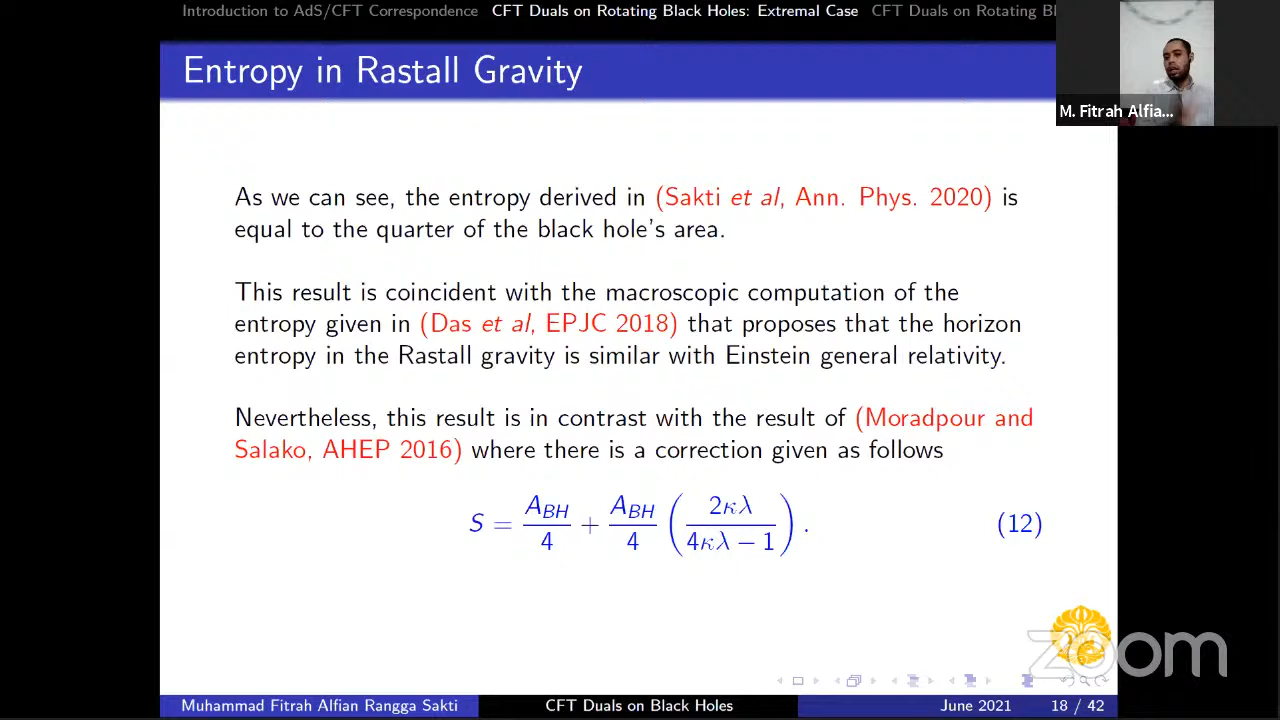 Introduction to AdS/CFT Correspondence CFT Duals on Rotating Black Holes: Extremal Case CFT Duals on Rotating Bl
Entropy in Rastall Gravity
M. Fitrah Alfia...
As we can see, the entropy derived in (Sakti et al, Ann. Phys. 2020) is
equal to the quarter of the black hole's area.
This result is coincident with the macroscopic computation of the
entropy given in (Das et al, EPJC 2018) that proposes that the horizon
entropy in the Rastall gravity is similar with Einstein general relativity.
Nevertheless, this result is in contrast with the result of (Moradpour and
Salako, AHEP 2016) where there is a correction given as follows
S = A_BH/4 + A_BH/4 (2κλ/(4κλ − 1)). (12)
zoom
Muhammad Fitrah Alfian Rangga Sakti CFT Duals on Black Holes June 2021 18 / 42